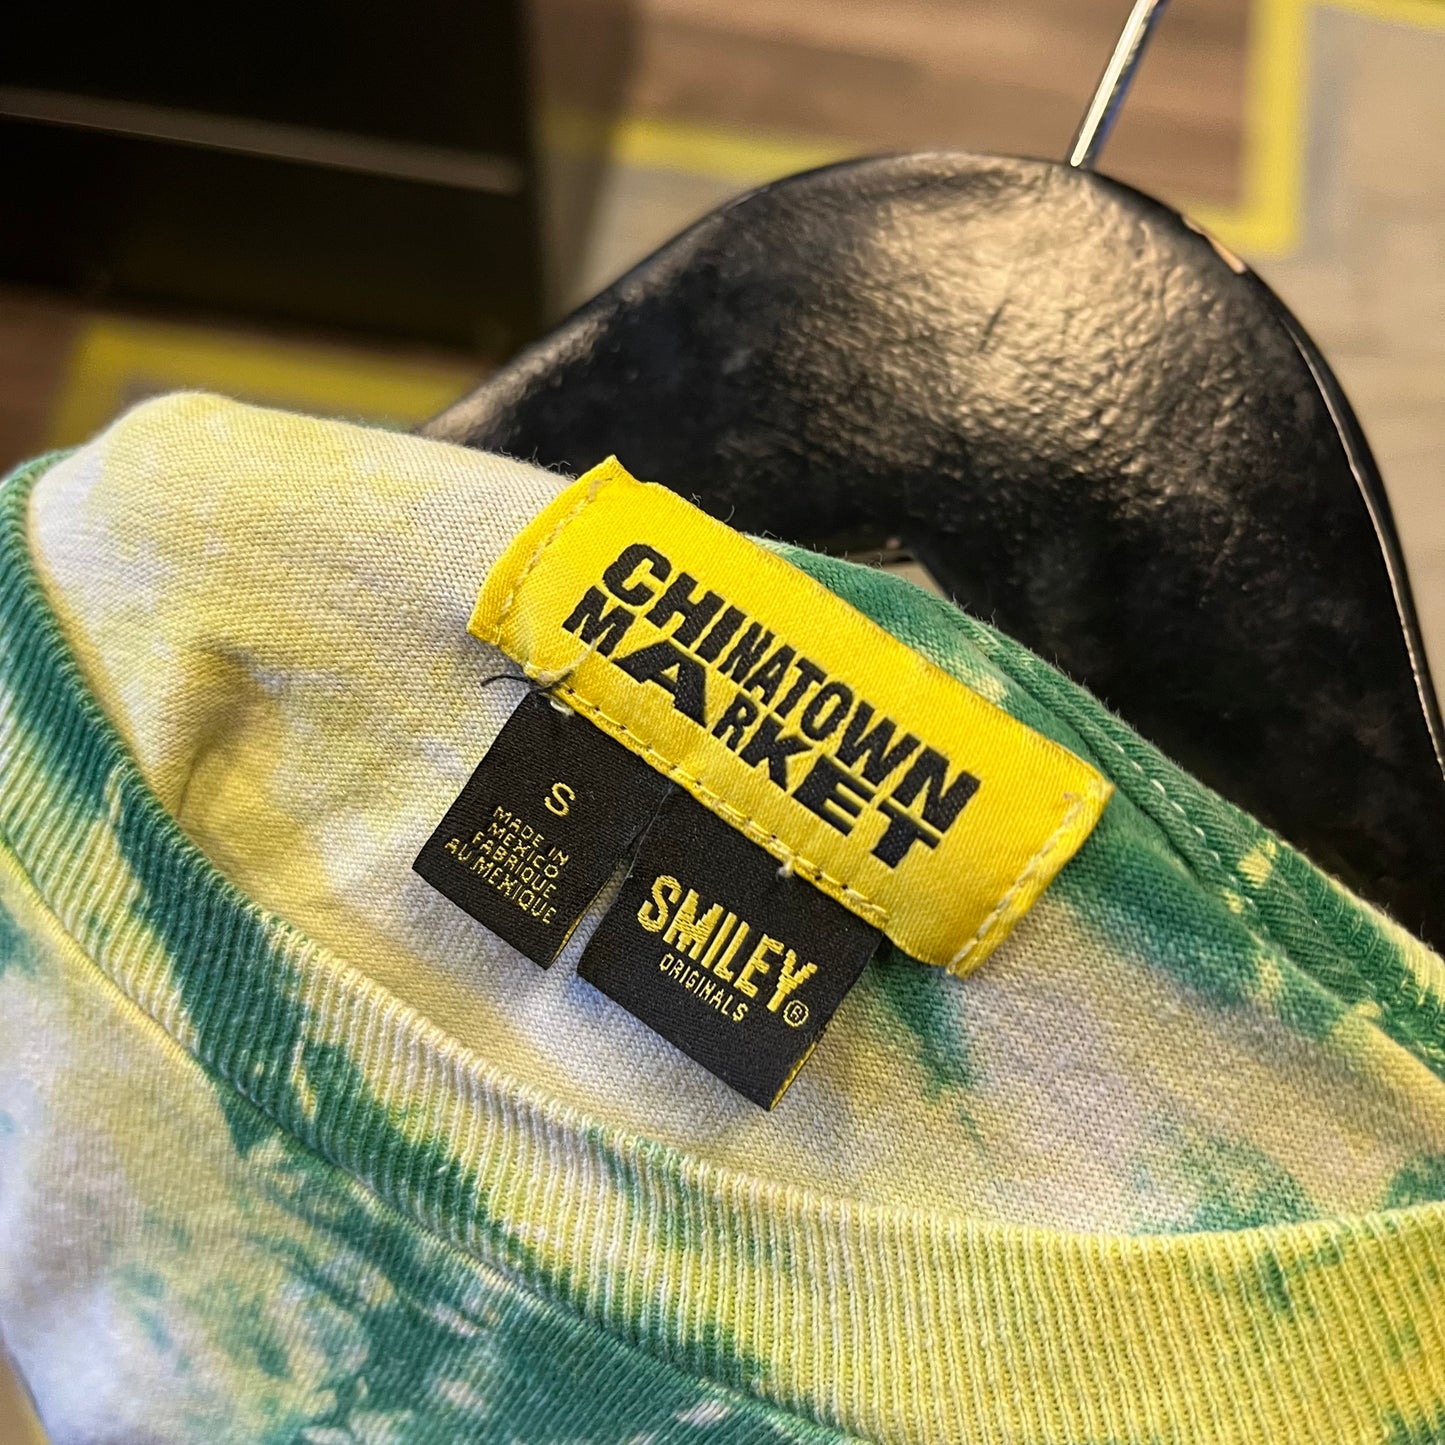 CHINATOWN
MARKET
S
MADE IN
MEXICO
FABRIQUE
AU MEXIQUE
SMILEY®
ORIGINALS